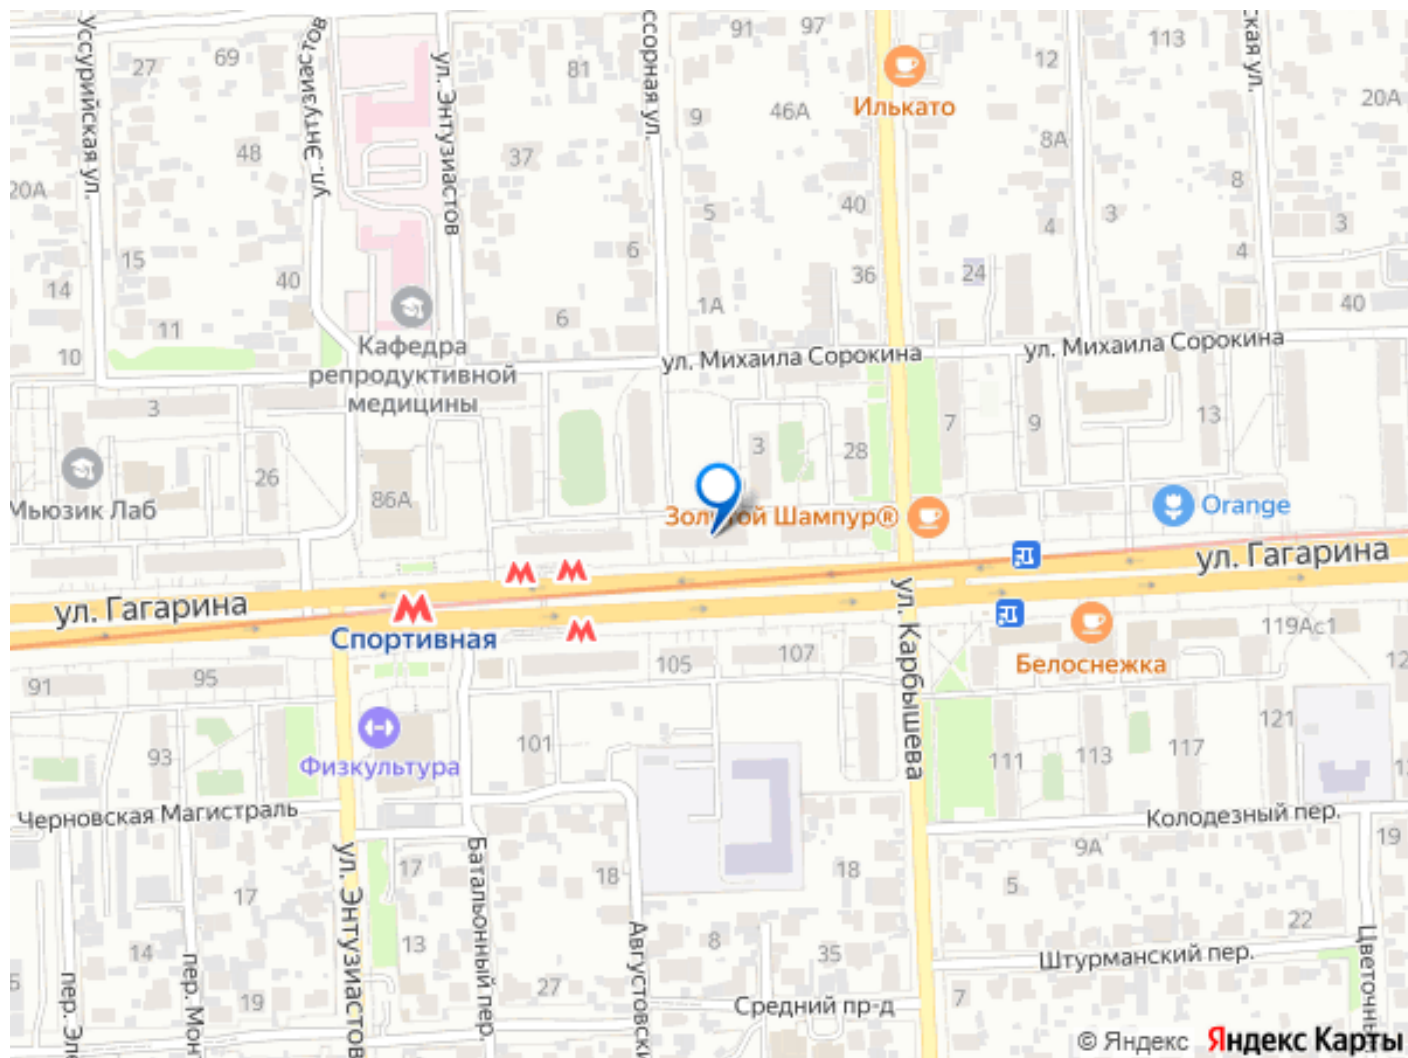 Уссурийская ул.
27
69
ул. Энтузиастов
ул. Энтузиастов
81
ссорная ул.
91
97
Илькато
12
113
ская ул.
20А
9
46А
48
37
8А
20А
8
40
5
3
4
3
6
15
14
40
36
24
4
1А
40
6
11
10
Кафедра
репродуктивной
медицины
ул. Михаила Сорокина
ул. Михаила Сорокина
3
7
9
13
3
28
26
86А
Мьюзик Лаб
Золотой Шампур®
Orange
ул. Гагарина
ул. Гагарина
Спортивная
ул. Карбышева
119Ас1
105
107
Белоснежка
91
95
12
121
101
93
111
113
117
Физкультура
Черновская Магистраль
Колодезный пер.
19
9А
17
18
18
5
17
ул. Энтузиастов
Батальонный пер.
22
Августовски
8
13
14
35
Штурманский пер.
Цветочны
пер. Эле
пер. Мон
27
19
7
Средний пр-д
© Яндекс
Яндекс Карты